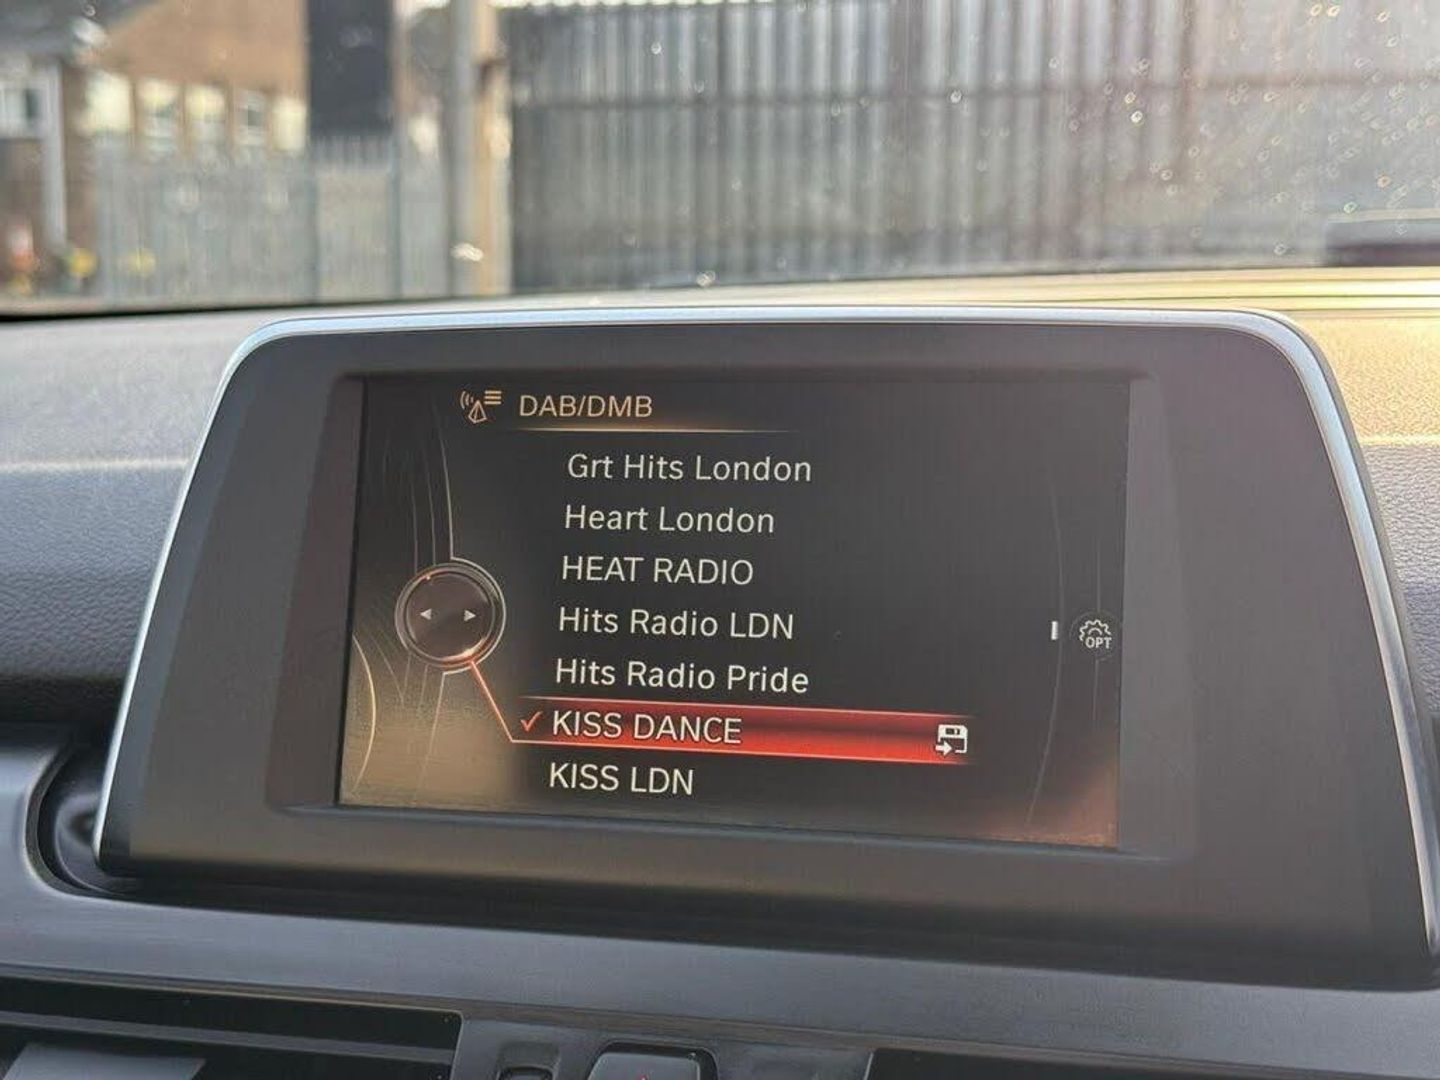 DAB/DMB
Grt Hits London
Heart London
HEAT RADIO
Hits Radio LDN
Hits Radio Pride
OPT
KISS DANCE
KISS LDN